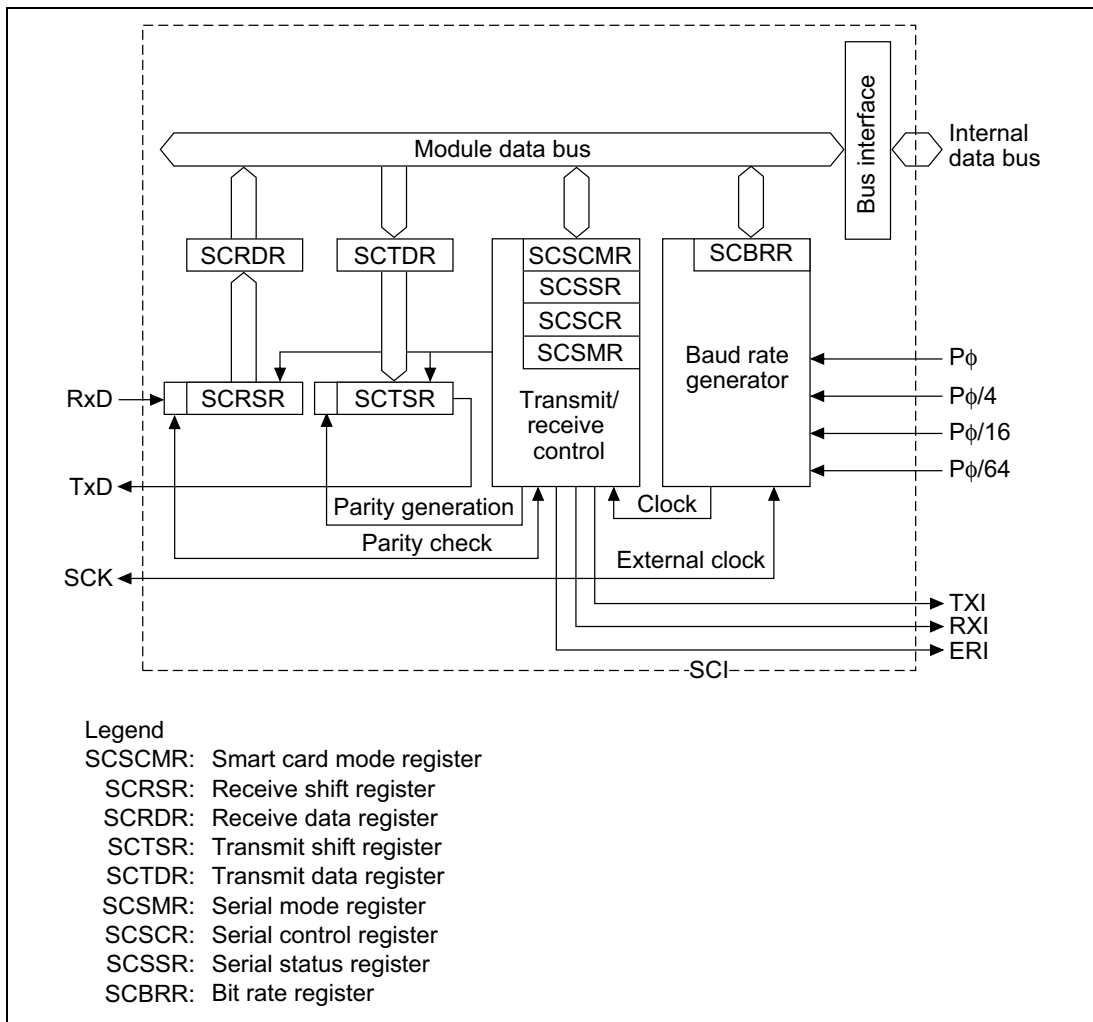 Bus interface
Internal
data bus
Module data bus
SCRDR
SCTDR
SCSCMR
SCSSR
SCSCR
SCSMR
SCBRR
Transmit/
receive
control
Baud rate
generator
Pϕ
Pϕ/4
Pϕ/16
Pϕ/64
RxD
SCRSR
SCTSR
TxD
Parity generation
Clock
Parity check
External clock
SCK
TXI
RXI
ERI
SCI
Legend
SCSCMR: Smart card mode register
SCRSR: Receive shift register
SCRDR: Receive data register
SCTSR: Transmit shift register
SCTDR: Transmit data register
SCSMR: Serial mode register
SCSCR: Serial control register
SCSSR: Serial status register
SCBRR: Bit rate register